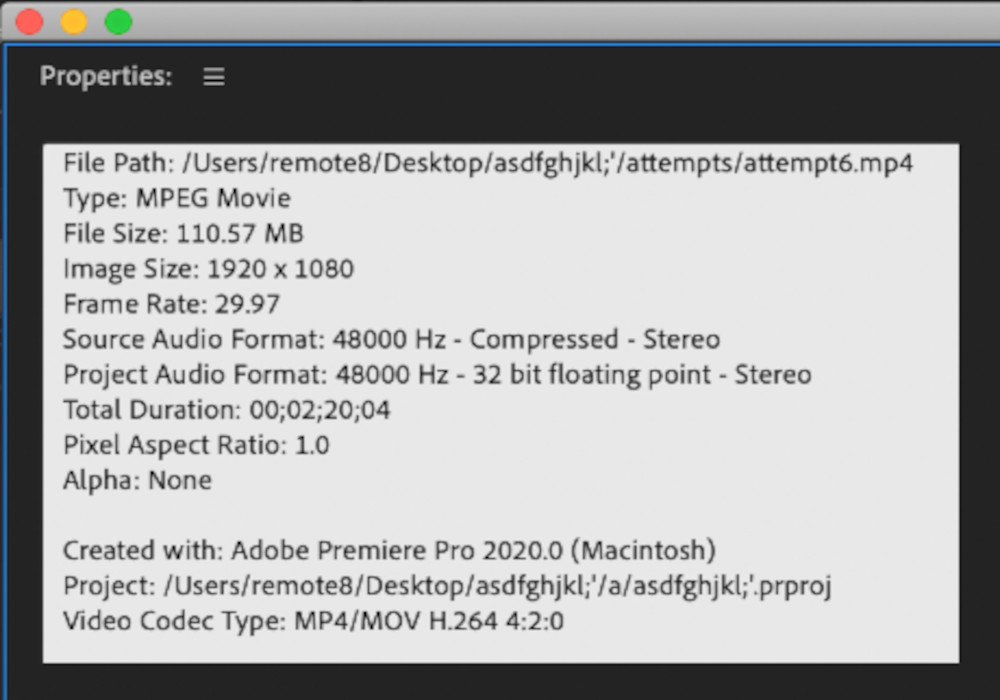 Properties:
File Path: /Users/remote8/Desktop/asdfghjkl;'/attempts/attempt6.mp4
Type: MPEG Movie
File Size: 110.57 MB
Image Size: 1920 x 1080
Frame Rate: 29.97
Source Audio Format: 48000 Hz - Compressed - Stereo
Project Audio Format: 48000 Hz - 32 bit floating point - Stereo
Total Duration: 00;02;20;04
Pixel Aspect Ratio: 1.0
Alpha: None
Created with: Adobe Premiere Pro 2020.0 (Macintosh)
Project: /Users/remote8/Desktop/asdfghjkl;'/a/asdfghjkl;'.prproj
Video Codec Type: MP4/MOV H.264 4:2:0